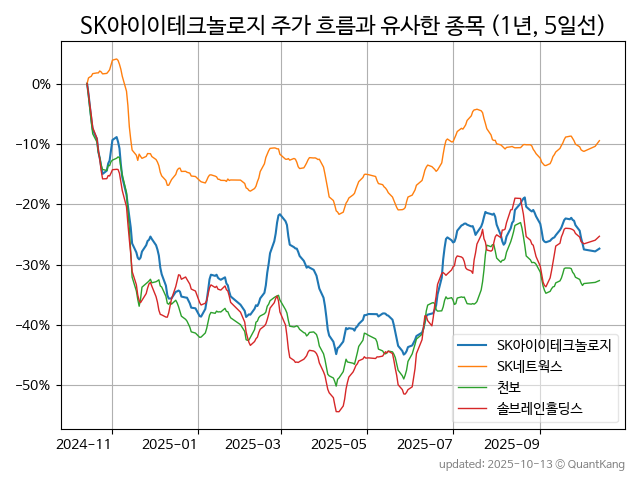 SK아이이테크놀로지 주가 흐름과 유사한 종목 (1년, 5일선)
0%
−10%
−20%
−30%
−40%
−50%
2024-11 2025-01 2025-03 2025-05 2025-07 2025-09
SK아이이테크놀로지
SK네트웍스
천보
솔브레인홀딩스
updated: 2025-10-13 © QuantKang